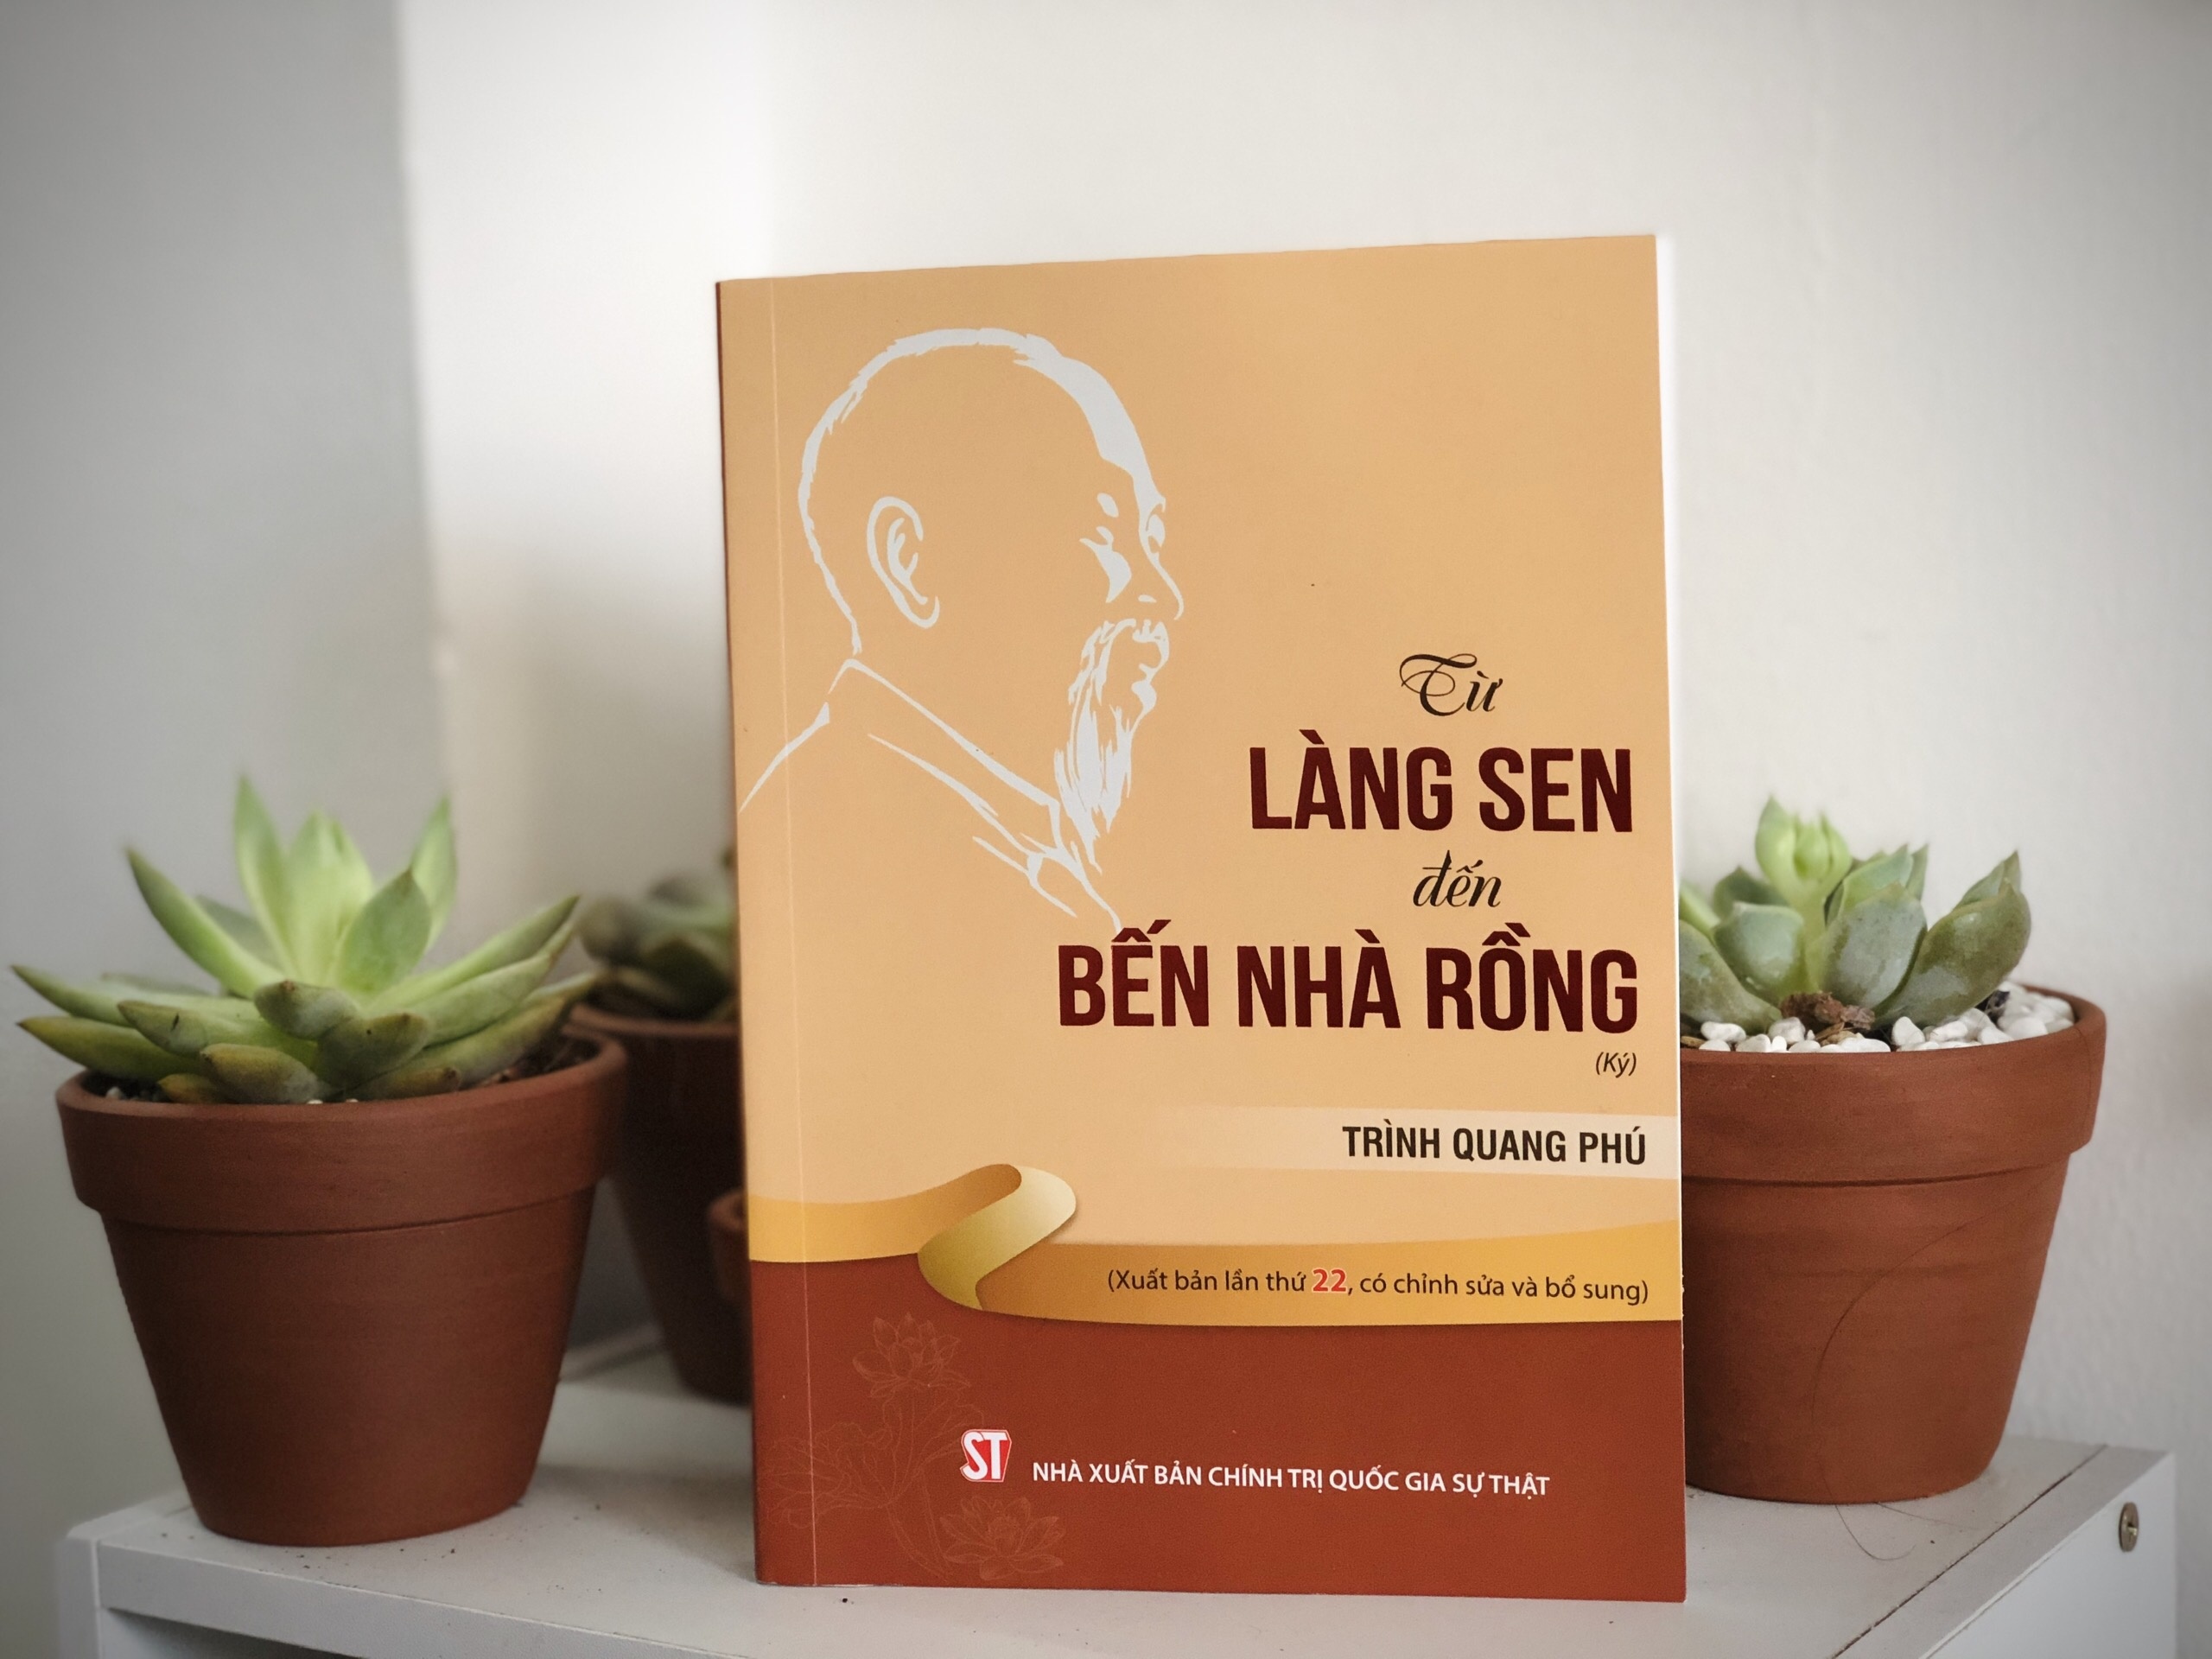 Từ
LÀNG SEN
đến
BẾN NHÀ RỒNG
(Ký)
TRÌNH QUANG PHÚ
(Xuất bản lần thứ 22, có chỉnh sửa và bổ sung)
ST NHÀ XUẤT BẢN CHÍNH TRỊ QUỐC GIA SỰ THẬT